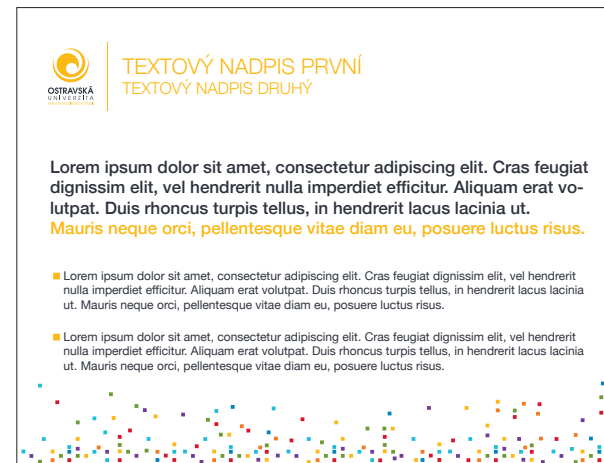 OSTRAVSKÁ
UNIVERZITA
TEXTOVÝ NADPIS PRVNÍ
TEXTOVÝ NADPIS DRUHÝ
Lorem ipsum dolor sit amet, consectetur adipiscing elit. Cras feugiat
dignissim elit, vel hendrerit nulla imperdiet efficitur. Aliquam erat vo-
lutpat. Duis rhoncus turpis tellus, in hendrerit lacus lacinia ut.
Mauris neque orci, pellentesque vitae diam eu, posuere luctus risus.
Lorem ipsum dolor sit amet, consectetur adipiscing elit. Cras feugiat dignissim elit, vel hendrerit
nulla imperdiet efficitur. Aliquam erat volutpat. Duis rhoncus turpis tellus, in hendrerit lacus lacinia
ut. Mauris neque orci, pellentesque vitae diam eu, posuere luctus risus.
Lorem ipsum dolor sit amet, consectetur adipiscing elit. Cras feugiat dignissim elit, vel hendrerit
nulla imperdiet efficitur. Aliquam erat volutpat. Duis rhoncus turpis tellus, in hendrerit lacus lacinia
ut. Mauris neque orci, pellentesque vitae diam eu, posuere luctus risus.